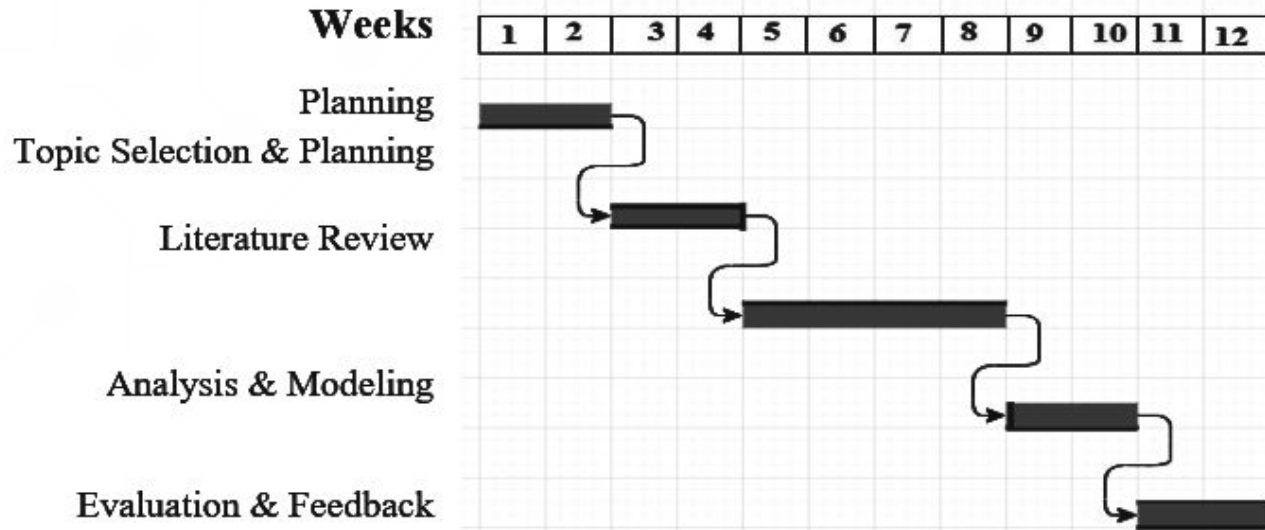 Weeks 1 2 3 4 5 6 7 8 9 10 11 12
Planning
Topic Selection & Planning
Literature Review
Analysis & Modeling
Evaluation & Feedback